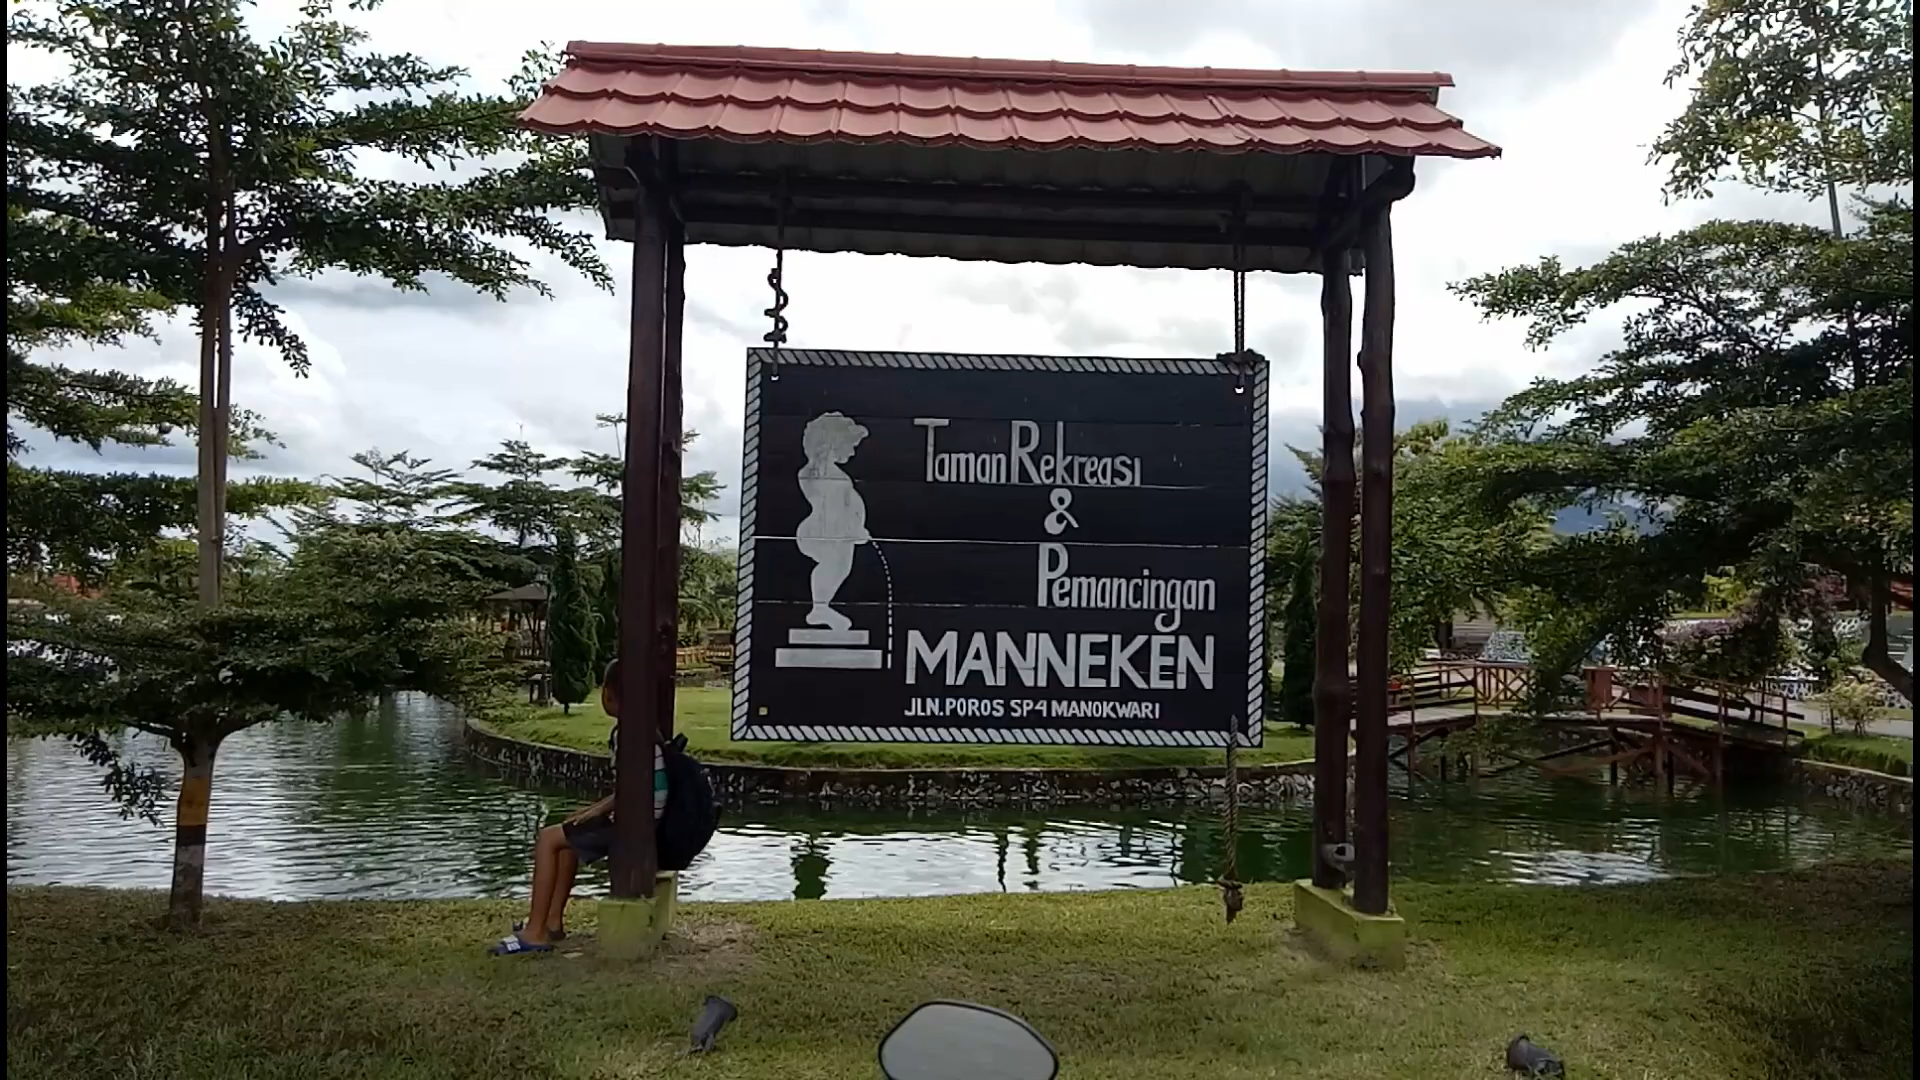 Taman Rekreasi
&
Pemancingan
MANNEKEN
JLN.POROS SP4 MANOKWARI